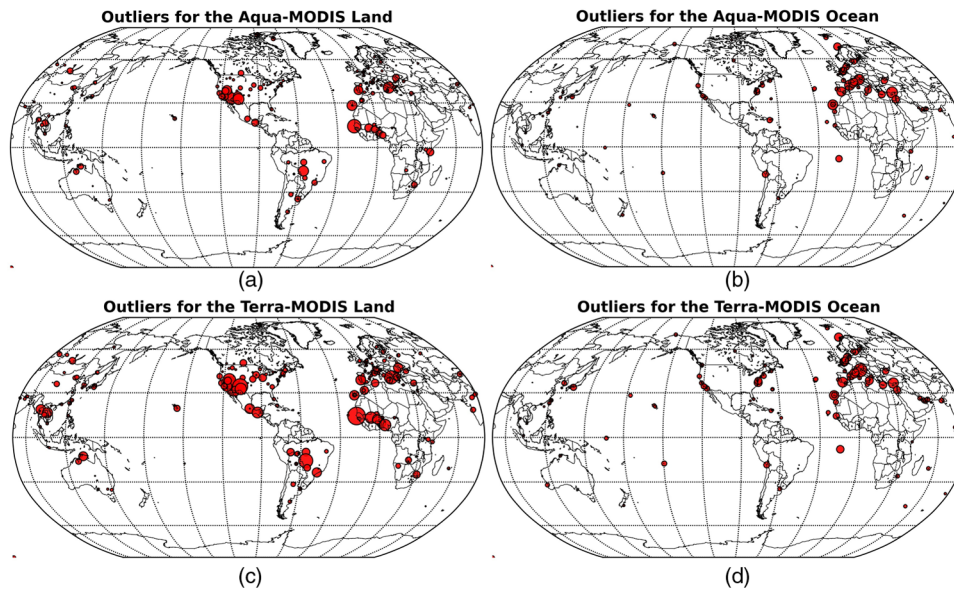 Outliers for the Aqua-MODIS Land
Outliers for the Aqua-MODIS Ocean
(a)
(b)
Outliers for the Terra-MODIS Land
Outliers for the Terra-MODIS Ocean
(c)
(d)